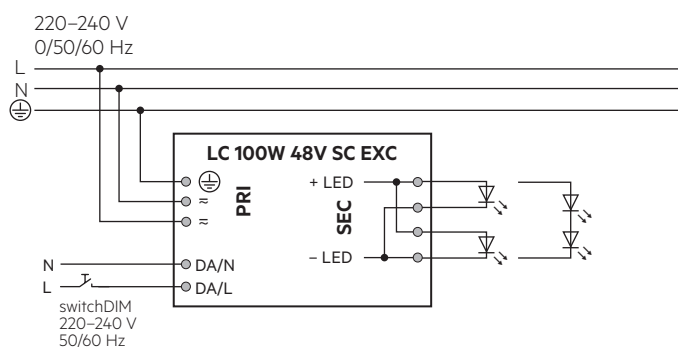 220–240 V
0/50/60 Hz
L
N
LC 100W 48V SC EXC
PRI
SEC
+ LED
≂
≂
– LED
N
DA/N
L
DA/L
switchDIM
220–240 V
50/60 Hz